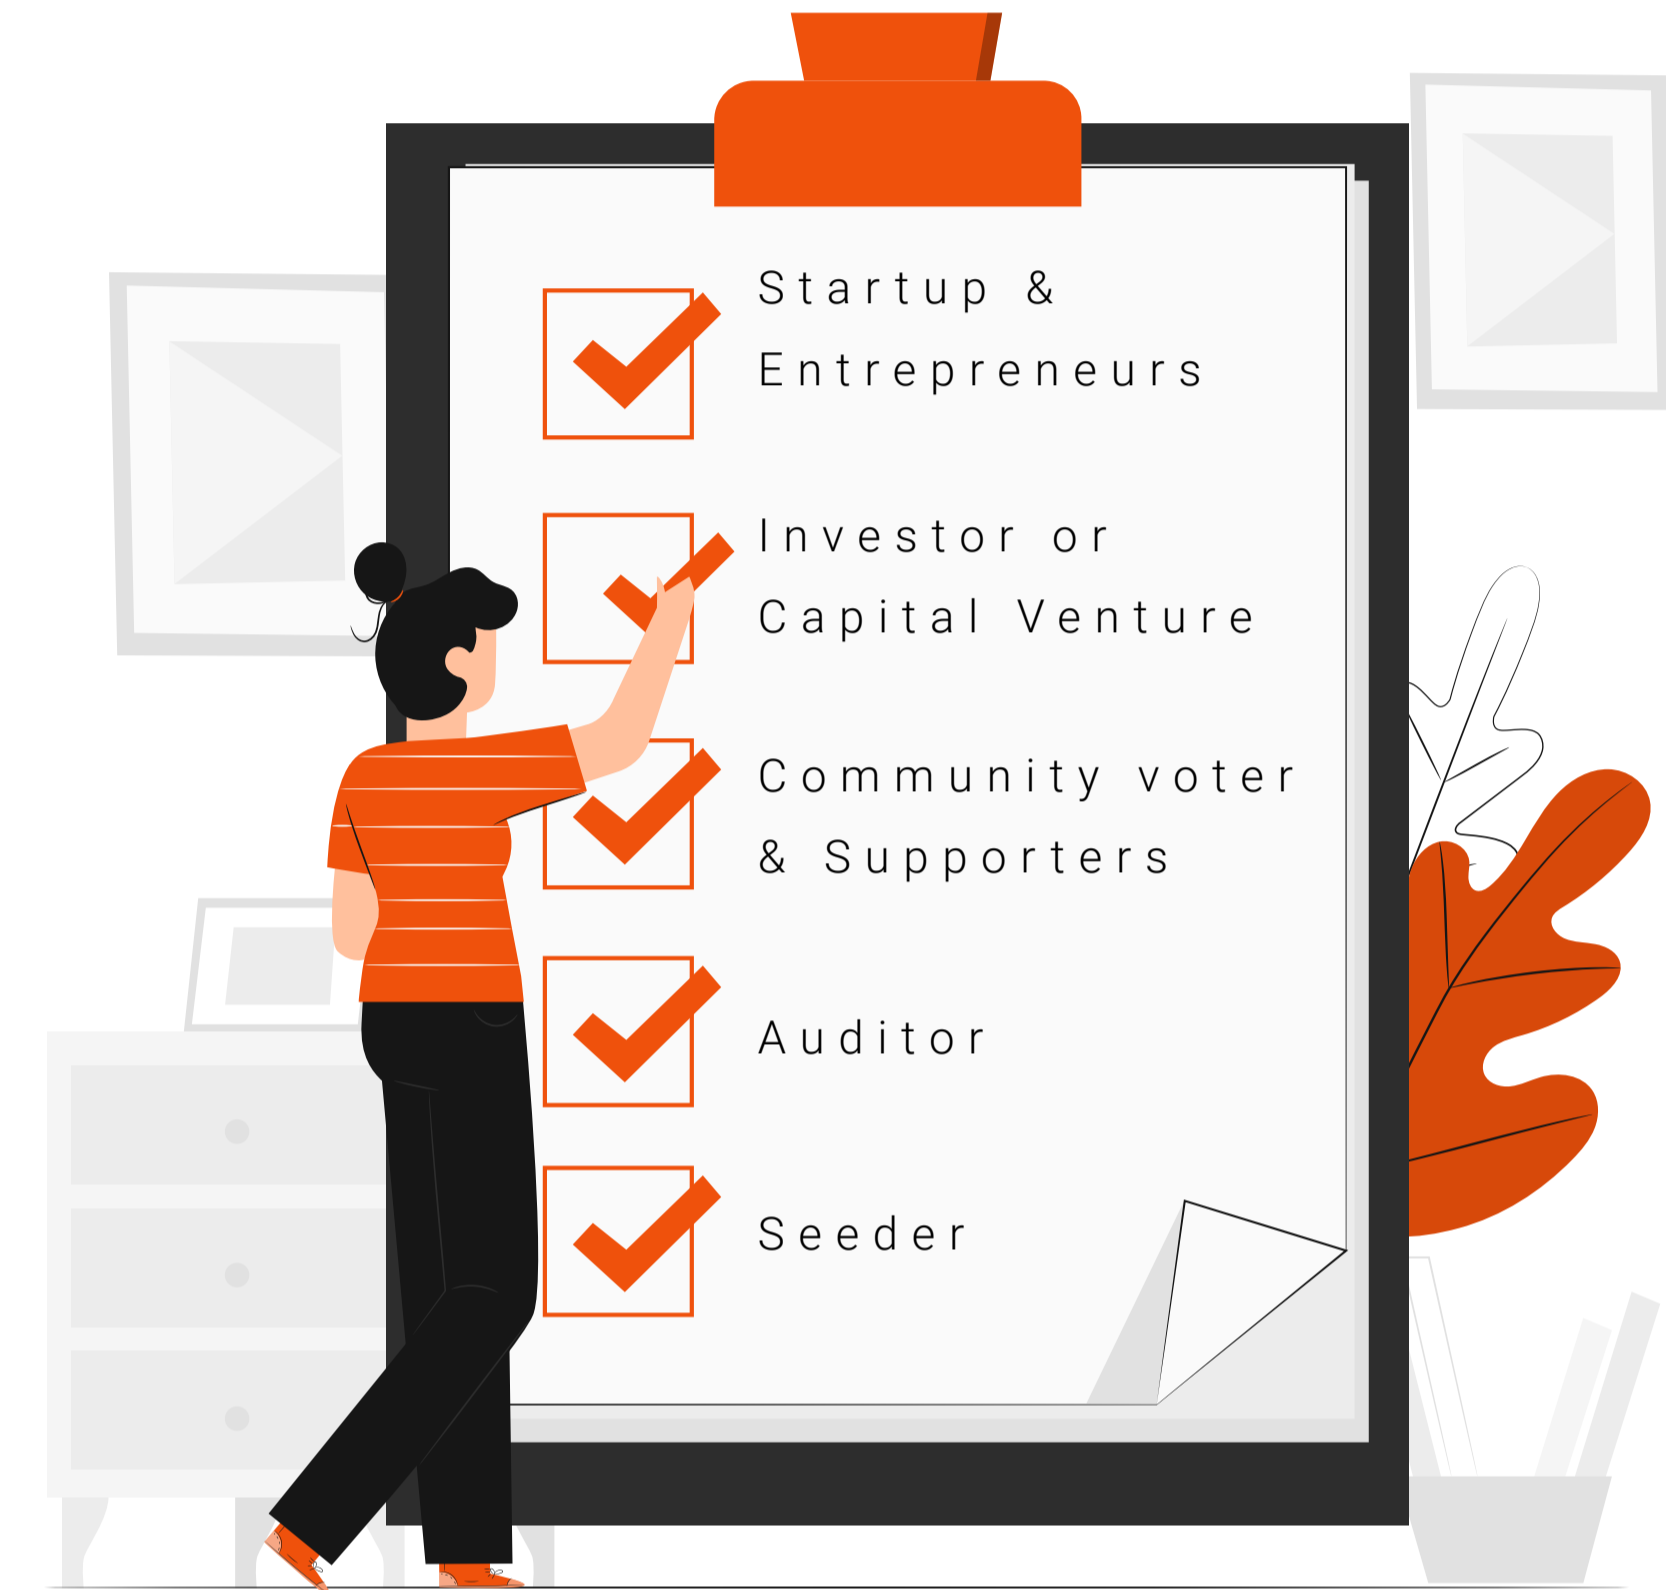 Startup &
Entrepreneurs
Investor or
Capital Venture
Community voter
& Supporters
Auditor
Seeder